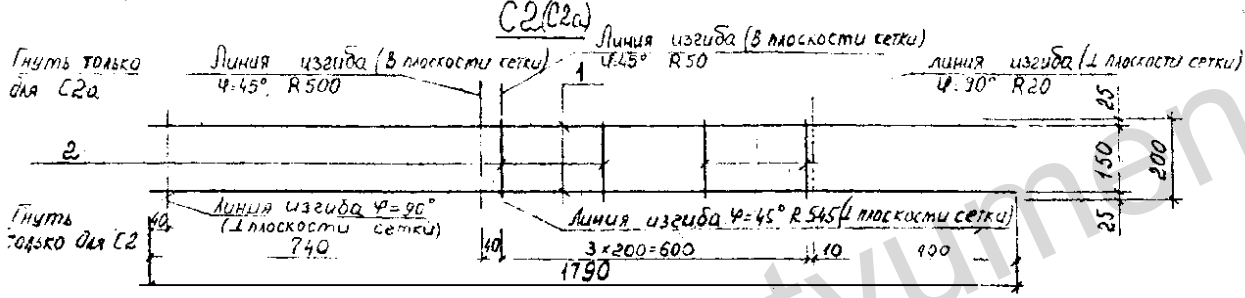 С2(С2а)
Гнуть только
для С2а
Линия изгиба (в плоскости сетки)
φ=45°, R500
Линия изгиба (в плоскости сетки)
φ=45° R50
линия изгиба (⊥ плоскости сетки)
φ=90° R20
1
2
25
150
200
25
Гнуть
только для С2
40
Линия изгиба φ=90°
(⊥ плоскости сетки)
Линия изгиба φ=45° R545 (⊥ плоскости сетки)
740
40
3×200=600
10
400
1790
tyumen